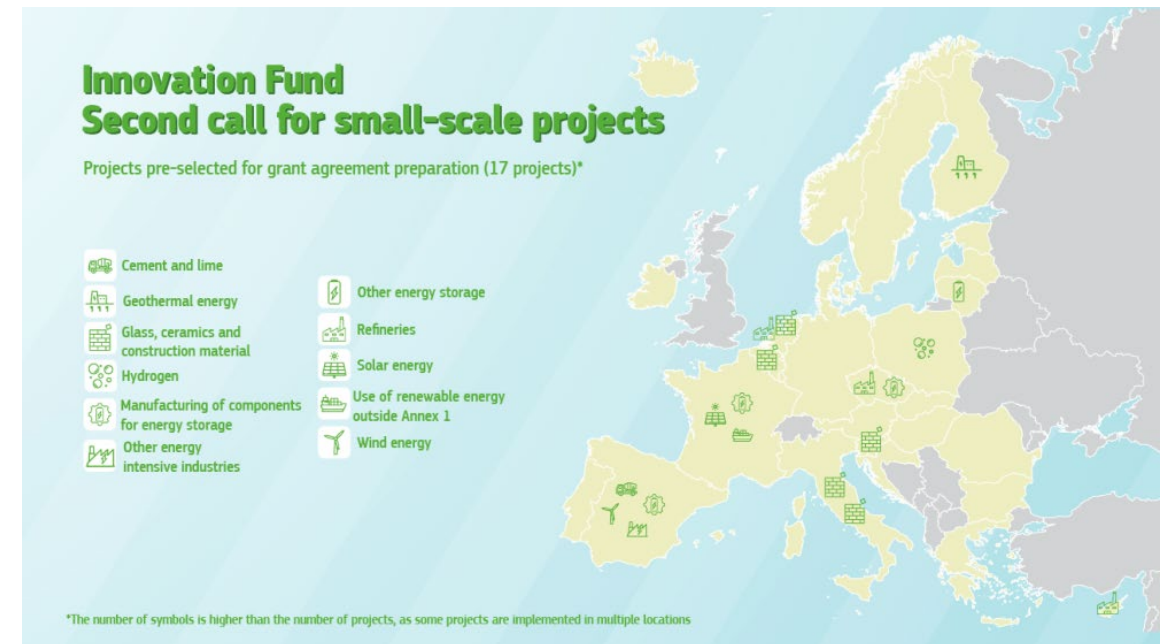 Innovation Fund
Second call for small-scale projects
Projects pre-selected for grant agreement preparation (17 projects)*
Cement and lime
Geothermal energy
Glass, ceramics and
construction material
Hydrogen
Manufacturing of components
for energy storage
Other energy
intensive industries
Other energy storage
Refineries
Solar energy
Use of renewable energy
outside Annex 1
Wind energy
*The number of symbols is higher than the number of projects, as some projects are implemented in multiple locations